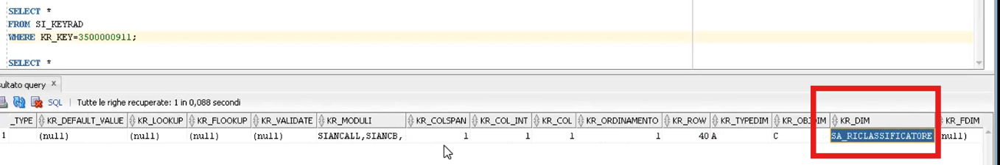 SELECT *
FROM SI_KEYRAD
WHERE KR_KEY=3500000911;
SELECT *
sultato query x
SQL | Tutte le righe recuperate: 1 in 0,088 secondi
_TYPE KR_DEFAULT_VALUE KR_LOOKUP KR_FLOOKUP KR_VALIDATE KR_MODULI KR_COLSPAN KR_COL_INT KR_COL KR_ORDINAMENTO KR_ROW KR_TYPEDIM KR_OBJDIM KR_DIM KR_FDIM
1 (null) (null) (null) (null) SIANCALL,SIANCB, 1 1 1 1 40 A C SA_RICLASSIFICATORE null)